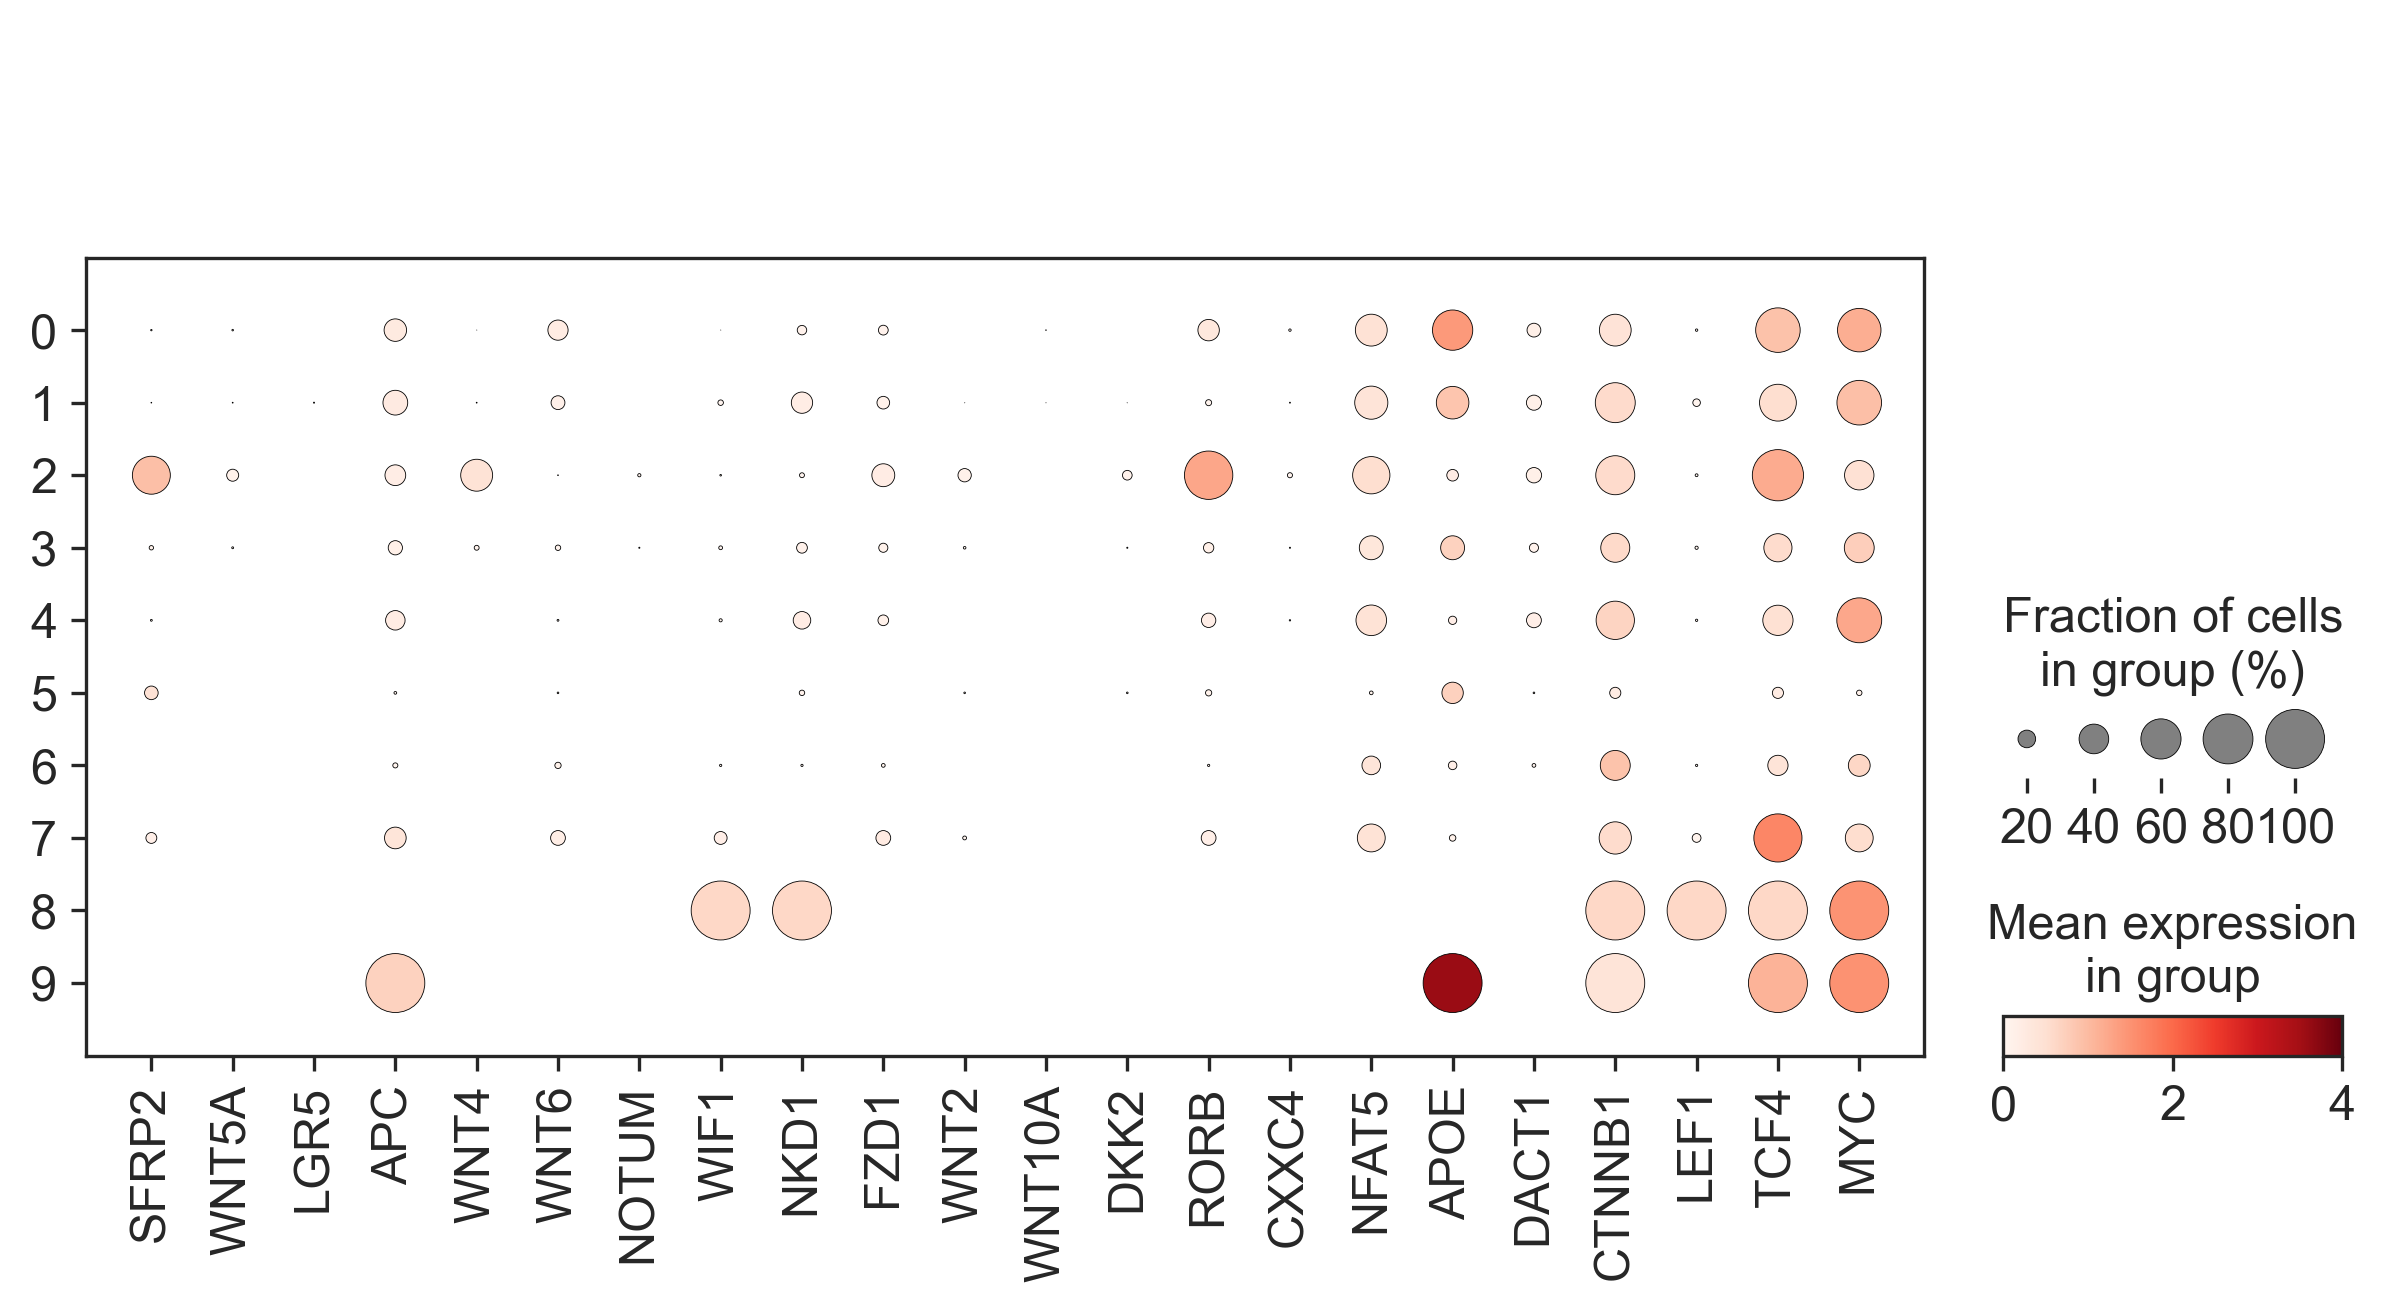 0
1
2
3
4
5
6
7
8
9
SFRP2
WNT5A
LGR5
APC
WNT4
WNT6
NOTUM
WIF1
NKD1
FZD1
WNT2
WNT10A
DKK2
RORB
CXXC4
NFAT5
APOE
DACT1
CTNNB1
LEF1
TCF4
MYC
Fraction of cells
in group (%)
20 40 60 80 100
Mean expression
in group
0 2 4